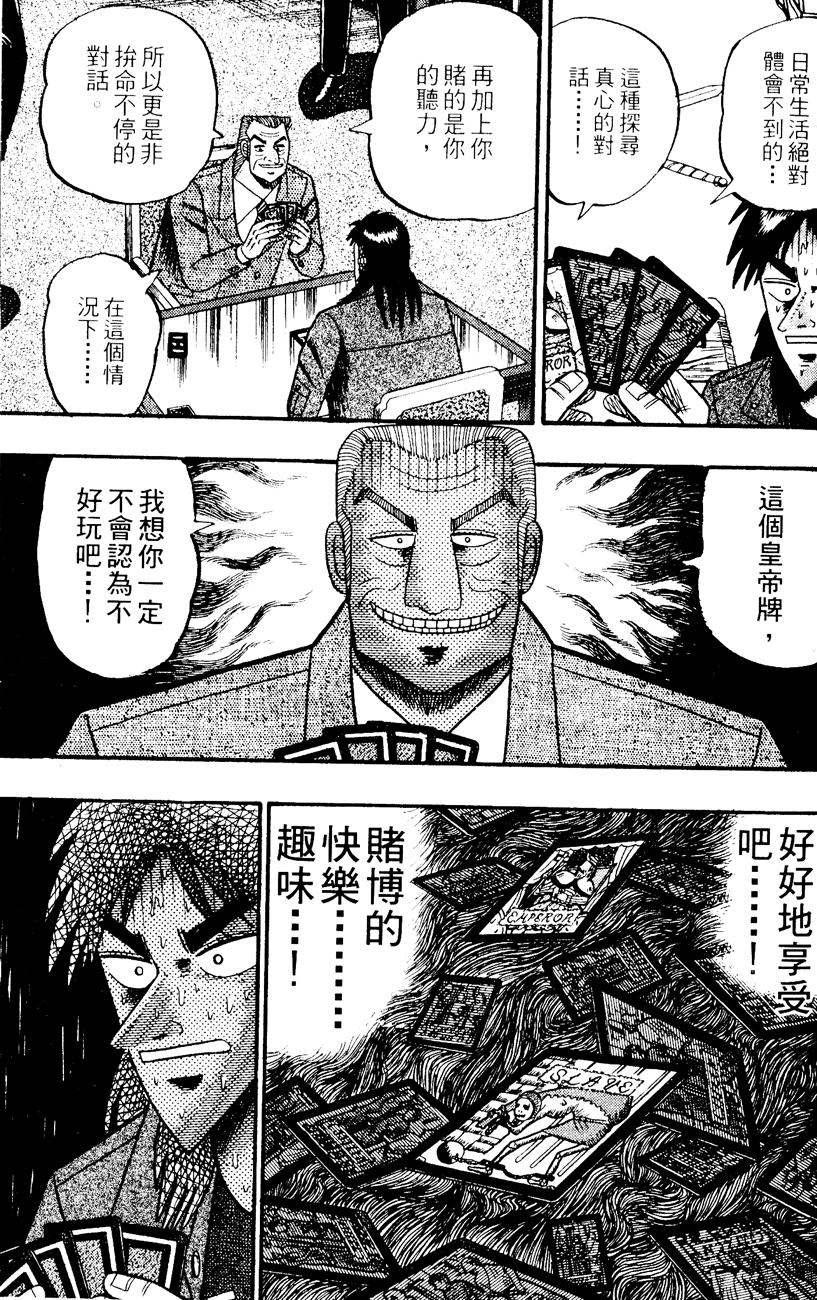 日常生活絕對
體會不到的…
這種探尋
真心的對
話……！
EROR
再加上你
賭的是你
的聽力，
所以更是非
拚命不停的
對話。
在這個情
況下……
這個皇帝牌，
我想你一定
不會認為不
好玩吧…！
好好地享受
吧……！
EMPEROR
SLAVE
賭博的
快樂………
趣味…！